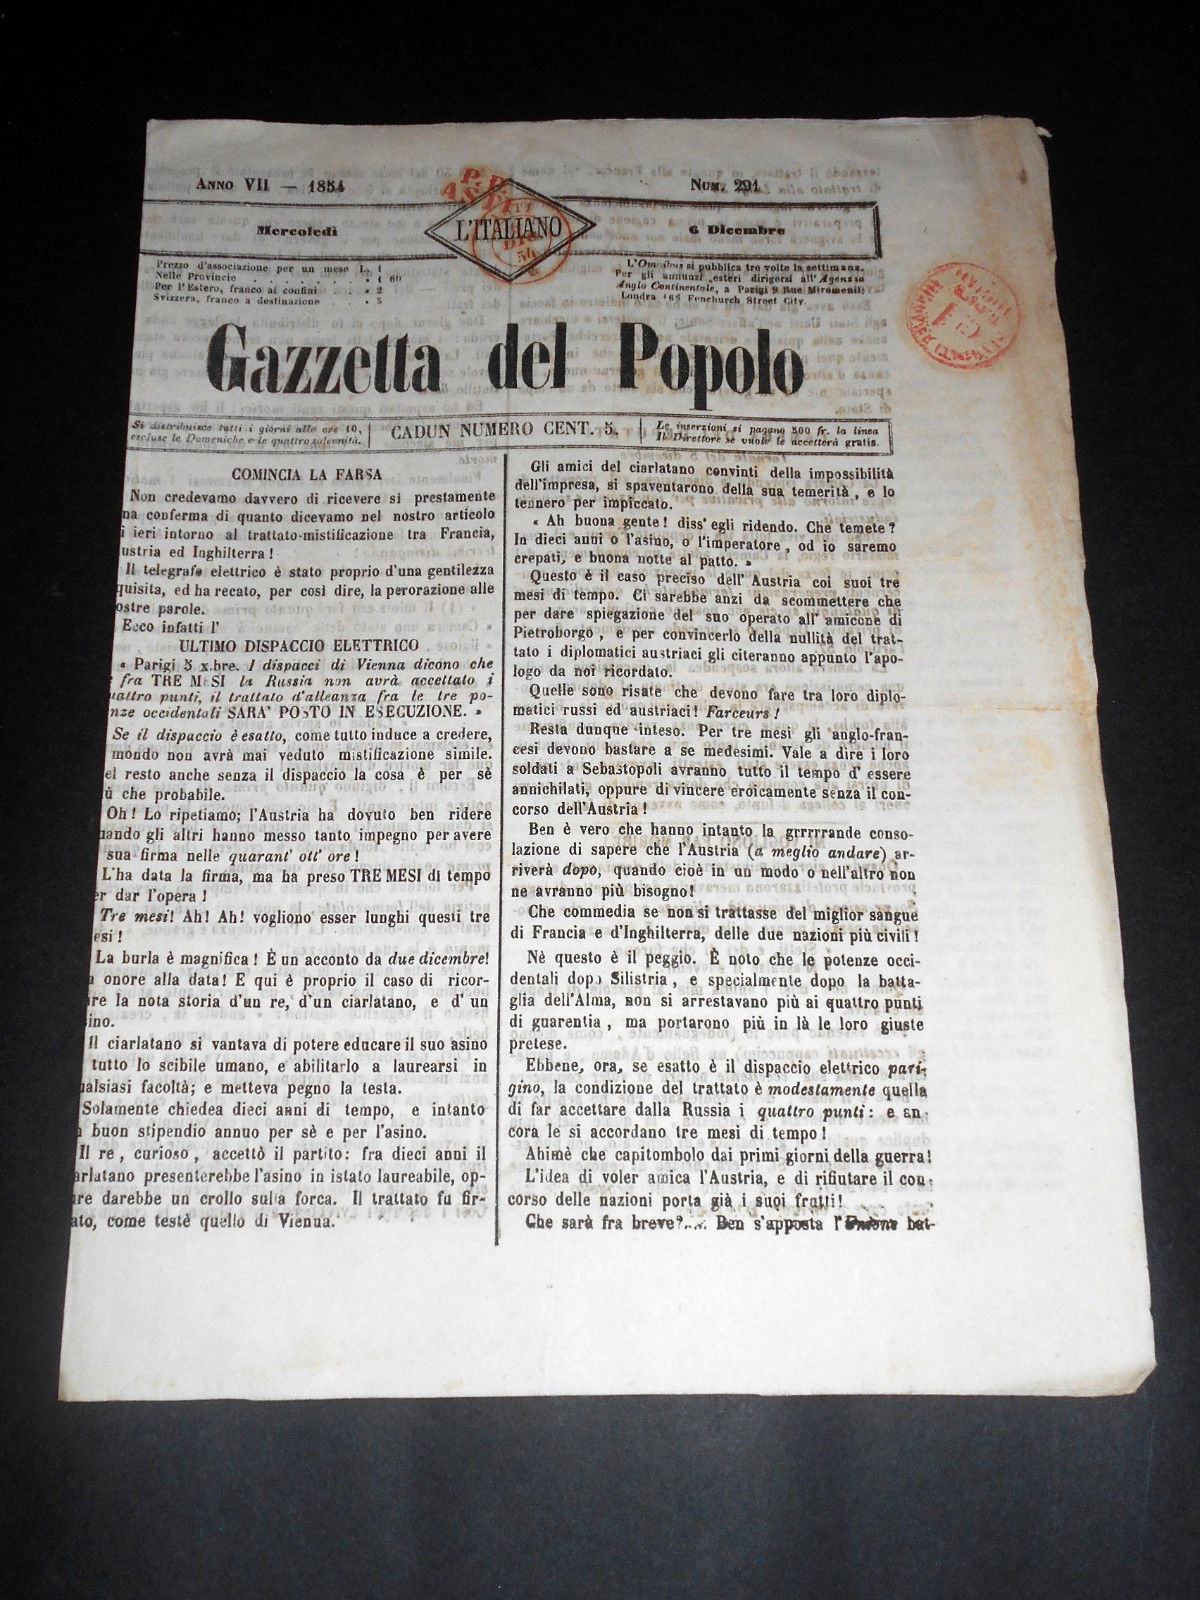 ANNO VII — 1854
NUM. 291
P. P.
Mercoledì
L'ITALIANO
6 Dicembre
Prezzo d'associazione per un mese L. 1
Nelle Provincie . . . . . . . . » 1 60
Per l'Estero, franco ai confini . . » 2
Svizzera, franco a destinazione . . . » 3
L'Omnibus si pubblica tre volte la settimana.
Per gli annunzi esteri dirigersi all'Agenzia
Anglo Continentale, a Parigi 9 Rue Miromenil;
Londra 166 Fenchurch Street City.
Gazzetta del Popolo
Si distribuisce tutti i giorni alle ore 10,
escluse le Domeniche e le quattro solennità.
CADUN NUMERO CENT. 5.
Le inserzioni si pagano 500 fr. la linea
Il Direttore se vuole le accetterà gratis.
COMINCIA LA FARSA
Non credevamo davvero di ricevere si prestamente
na conferma di quanto dicevamo nel nostro articolo
i ieri intorno al trattato-mistificazione tra Francia,
ustria ed Inghilterra!
Il telegrafo elettrico è stato proprio d'una gentilezza
quisita, ed ha recato, per così dire, la perorazione alle
ostre parole.
Ecco infatti l'
ULTIMO DISPACCIO ELETTRICO
« Parigi 5 x.bre. I dispacci di Vienna dicono che
fra TRE MESI la Russia non avrà accettato i
uattro punti, il trattato d'alleanza fra le tre po-
nze occidentali SARA' POSTO IN ESECUZIONE. »
Se il dispaccio è esatto, come tutto induce a credere,
mondo non avrà mai veduto mistificazione simile.
el resto anche senza il dispaccio la cosa è per sè
ù che probabile.
Oh! Lo ripetiamo; l'Austria ha dovuto ben ridere
uando gli altri hanno messo tanto impegno per avere
sua firma nelle quarant' ott' ore!
L'ha data la firma, ma ha preso TRE MESI di tempo
er dar l'opera!
Tre mesi! Ah! Ah! vogliono esser lunghi questi tre
esi!
La burla è magnifica! È un acconto da due dicembre!
a onore alla data! E qui è proprio il caso di ricor-
are la nota storia d'un re, d'un ciarlatano, e d' un
sino.
Il ciarlatano si vantava di potere educare il suo asino
tutto lo scibile umano, e abilitarlo a laurearsi in
ualsiasi facoltà; e metteva pegno la testa.
Solamente chiedea dieci anni di tempo, e intanto
n buon stipendio annuo per sè e per l'asino.
Il re, curioso, accettò il partito: fra dieci anni il
arlatano presenterebbe l'asino in istato laureabile, op-
re darebbe un crollo sulla forca. Il trattato fu fir-
ato, come testè quello di Vienna.
Gli amici del ciarlatano convinti della impossibilità
dell'impresa, si spaventarono della sua temerità, e lo
tennero per impiccato.
« Ah buona gente! diss' egli ridendo. Che temete?
In dieci anni o l'asino, o l'imperatore, od io saremo
crepati, e buona notte al patto. »
Questo è il caso preciso dell' Austria coi suoi tre
mesi di tempo. Ci sarebbe anzi da scommettere che
per dare spiegazione del suo operato all' amicone di
Pietroborgo, e per convincerlo della nullità del trat-
tato i diplomatici austriaci gli citeranno appunto l'apo-
logo da noi ricordato.
Quelle sono risate che devono fare tra loro diplo-
matici russi ed austriaci! Farceurs!
Resta dunque inteso. Per tre mesi gli anglo-fran-
cesi devono bastare a se medesimi. Vale a dire i loro
soldati a Sebastopoli avranno tutto il tempo d' essere
annichilati, oppure di vincere eroicamente senza il con-
corso dell'Austria!
Ben è vero che hanno intanto la grrrrrande conso-
lazione di sapere che l'Austria (a meglio andare) ar-
riverà dopo, quando cioè in un modo o nell'altro non
ne avranno più bisogno!
Che commedia se non si trattasse del miglior sangue
di Francia e d'Inghilterra, delle due nazioni più civili!
Nè questo è il peggio. È noto che le potenze occi-
dentali dopo Silistria, e specialmente dopo la batta-
glia dell'Alma, non si arrestavano più ai quattro punti
di guarentia, ma portarono più in là le loro giuste
pretese.
Ebbene, ora, se esatto è il dispaccio elettrico pari-
gino, la condizione del trattato è modestamente quella
di far accettare dalla Russia i quattro punti: e an-
cora le si accordano tre mesi di tempo!
Ahimè che capitombolo dai primi giorni della guerra!
L'idea di voler amica l'Austria, e di rifiutare il con-
corso delle nazioni porta già i suoi frutti!
Che sarà fra breve?.... Ben s'apposta l'Unione bat-